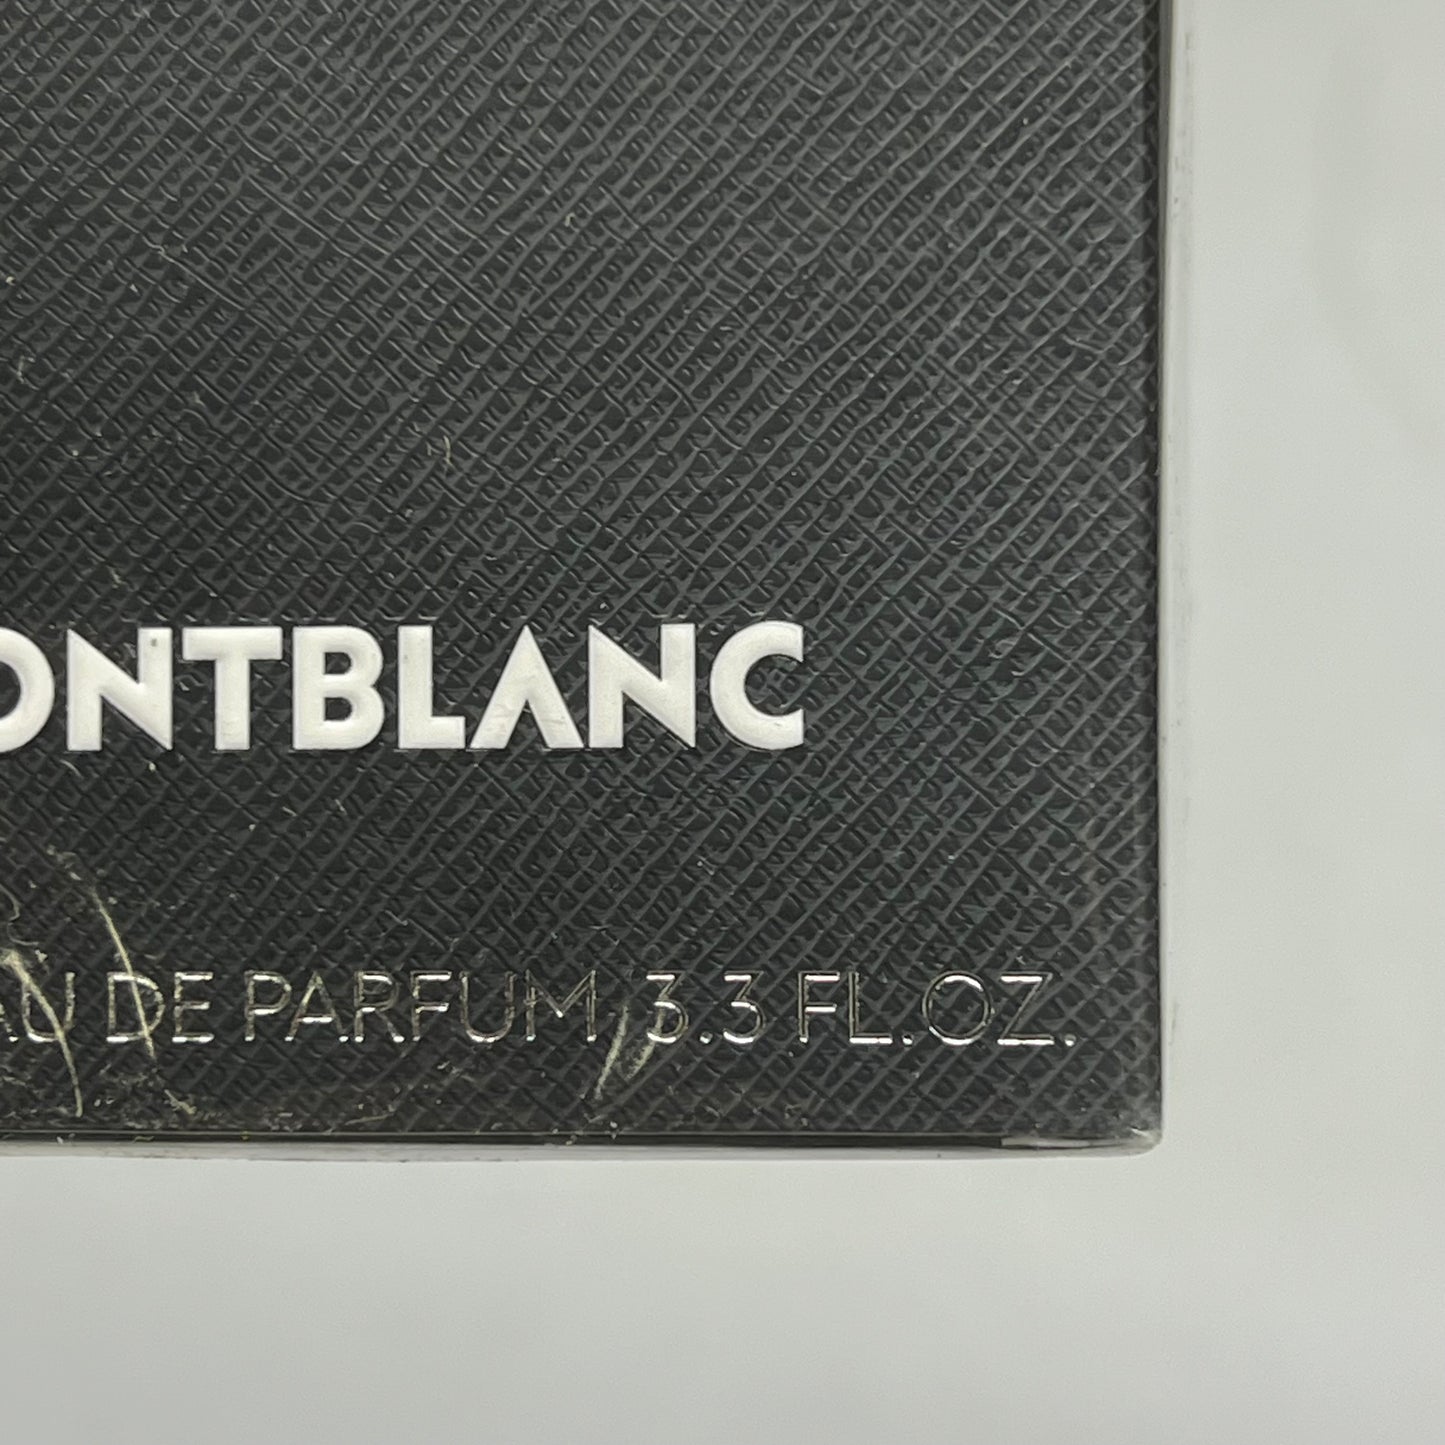 ONTBLANC
AU DE PARFUM 3.3 FL.OZ.